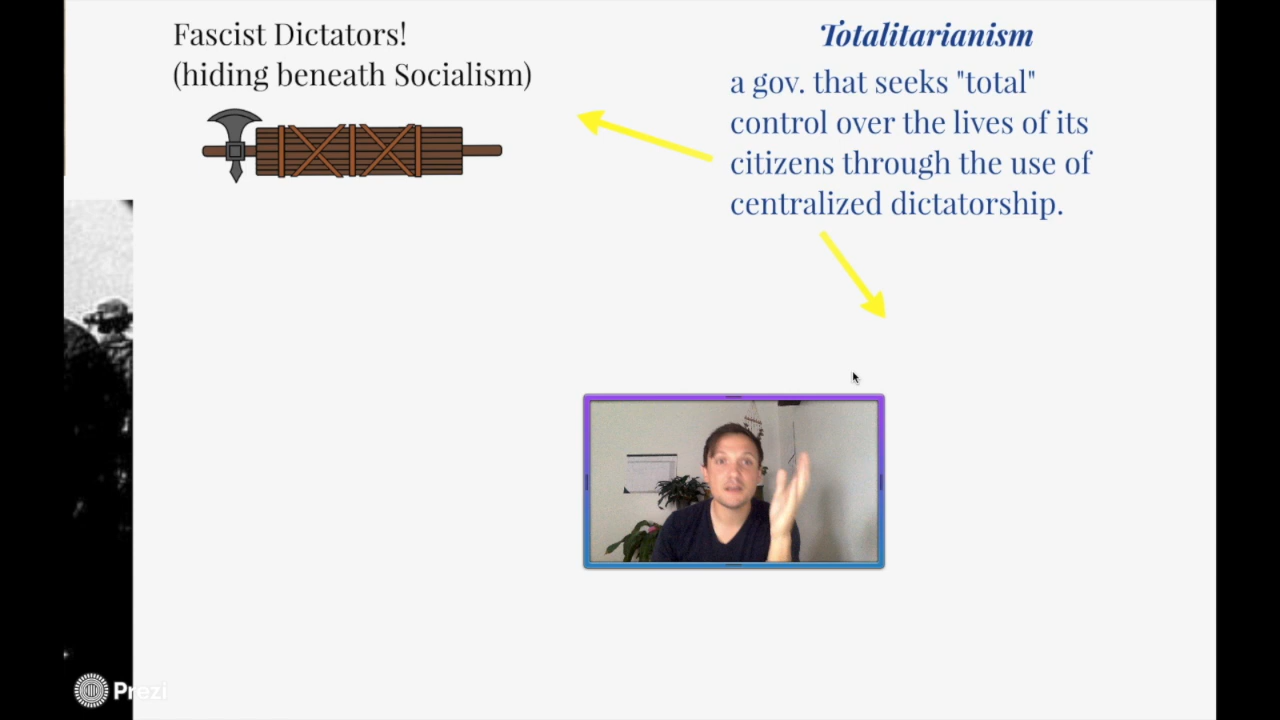 Fascist Dictators!
(hiding beneath Socialism)
Totalitarianism
a gov. that seeks "total"
control over the lives of its
citizens through the use of
centralized dictatorship.
Prezi